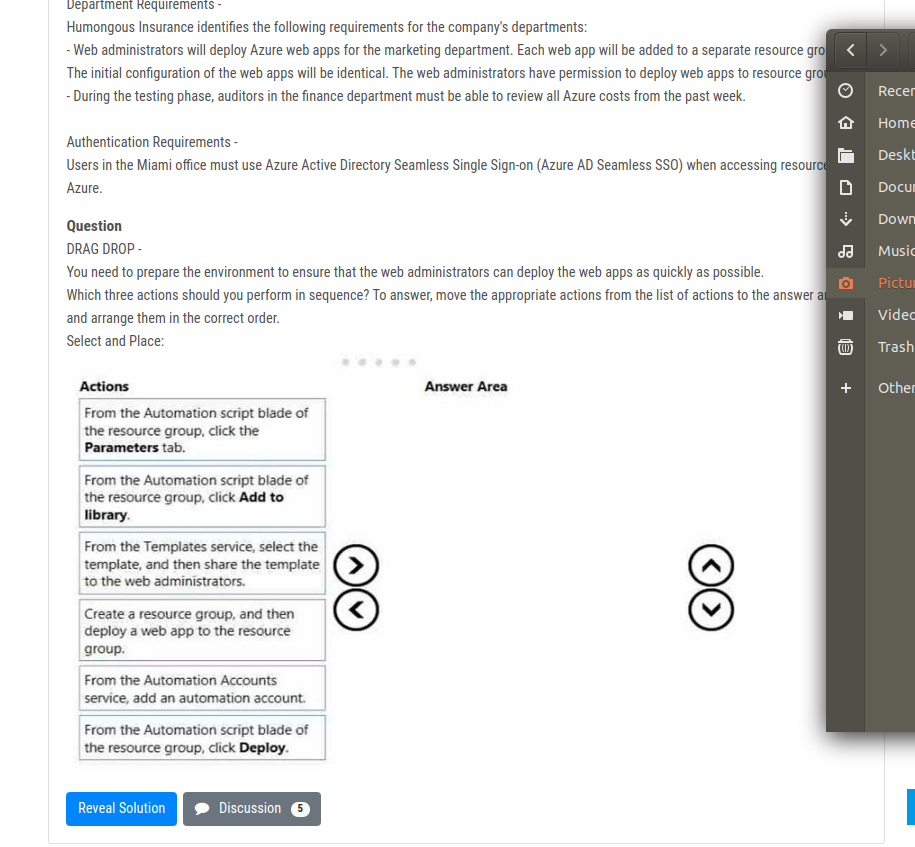 Department Requirements -
Humongous Insurance identifies the following requirements for the company's departments:
- Web administrators will deploy Azure web apps for the marketing department. Each web app will be added to a separate resource
The initial configuration of the web apps will be identical. The web administrators have permission to deploy web apps to resource
- During the testing phase, auditors in the finance department must be able to review all Azure costs from the past week.
Authentication Requirements -
Users in the Miami office must use Azure Active Directory Seamless Single Sign-on (Azure AD Seamless SSO) when accessing resource
Azure.
Question
DRAG DROP -
You need to prepare the environment to ensure that the web administrators can deploy the web apps as quickly as possible.
Which three actions should you perform in sequence? To answer, move the appropriate actions from the list of actions to the answer
and arrange them in the correct order.
Select and Place:
Actions
Answer Area
From the Automation script blade of
the resource group, click the
Parameters tab.
From the Automation script blade of
the resource group, click Add to
library.
From the Templates service, select the
template, and then share the template
to the web administrators.
Create a resource group, and then
deploy a web app to the resource
group.
From the Automation Accounts
service, add an automation account.
From the Automation script blade of
the resource group, click Deploy.
Reveal Solution
Discussion 5
Recer
Home
Deskt
Docu
Down
Music
Pictu
Video
Trash
Other